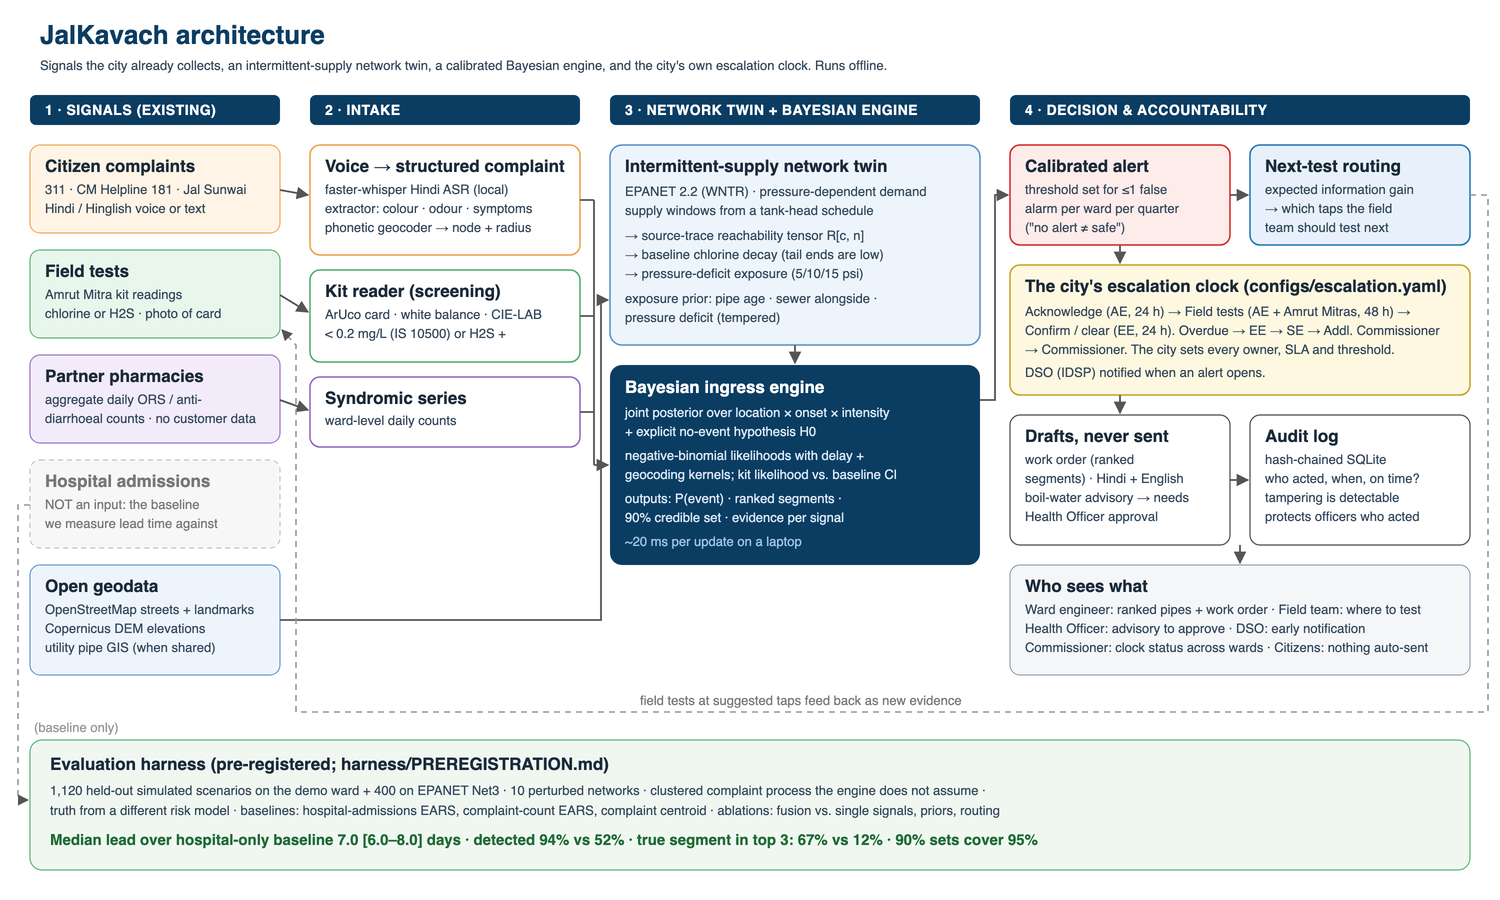 JalKavach architecture
Signals the city already collects, an intermittent-supply network twin, a calibrated Bayesian engine, and the city's own escalation clock. Runs offline.
1 · SIGNALS (EXISTING)
Citizen complaints
311 · CM Helpline 181 · Jal Sunwai
Hindi / Hinglish voice or text
Field tests
Amrut Mitra kit readings
chlorine or H2S · photo of card
Partner pharmacies
aggregate daily ORS / anti-
diarrhoeal counts · no customer data
Hospital admissions
NOT an input: the baseline
we measure lead time against
Open geodata
OpenStreetMap streets + landmarks
Copernicus DEM elevations
utility pipe GIS (when shared)
2 · INTAKE
Voice → structured complaint
faster-whisper Hindi ASR (local)
extractor: colour · odour · symptoms
phonetic geocoder → node + radius
Kit reader (screening)
ArUco card · white balance · CIE-LAB
< 0.2 mg/L (IS 10500) or H2S +
Syndromic series
ward-level daily counts
3 · NETWORK TWIN + BAYESIAN ENGINE
Intermittent-supply network twin
EPANET 2.2 (WNTR) · pressure-dependent demand
supply windows from a tank-head schedule
→ source-trace reachability tensor R[c, n]
→ baseline chlorine decay (tail ends are low)
→ pressure-deficit exposure (5/10/15 psi)
exposure prior: pipe age · sewer alongside ·
pressure deficit (tempered)
Bayesian ingress engine
joint posterior over location × onset × intensity
+ explicit no-event hypothesis H0
negative-binomial likelihoods with delay +
geocoding kernels; kit likelihood vs. baseline Cl
outputs: P(event) · ranked segments ·
90% credible set · evidence per signal
~20 ms per update on a laptop
4 · DECISION & ACCOUNTABILITY
Calibrated alert
threshold set for ≤1 false
alarm per ward per quarter
("no alert ≠ safe")
Next-test routing
expected information gain
→ which taps the field
team should test next
The city's escalation clock (configs/escalation.yaml)
Acknowledge (AE, 24 h) → Field tests (AE + Amrut Mitras, 48 h) →
Confirm / clear (EE, 24 h). Overdue → EE → SE → Addl. Commissioner
→ Commissioner. The city sets every owner, SLA and threshold.
DSO (IDSP) notified when an alert opens.
Drafts, never sent
work order (ranked
segments) · Hindi + English
boil-water advisory → needs
Health Officer approval
Audit log
hash-chained SQLite
who acted, when, on time?
tampering is detectable
protects officers who acted
Who sees what
Ward engineer: ranked pipes + work order · Field team: where to test
Health Officer: advisory to approve · DSO: early notification
Commissioner: clock status across wards · Citizens: nothing auto-sent
field tests at suggested taps feed back as new evidence
(baseline only)
Evaluation harness (pre-registered; harness/PREREGISTRATION.md)
1,120 held-out simulated scenarios on the demo ward + 400 on EPANET Net3 · 10 perturbed networks · clustered complaint process the engine does not assume ·
truth from a different risk model · baselines: hospital-admissions EARS, complaint-count EARS, complaint centroid · ablations: fusion vs. single signals, priors, routing
Median lead over hospital-only baseline 7.0 [6.0–8.0] days · detected 94% vs 52% · true segment in top 3: 67% vs 12% · 90% sets cover 95%